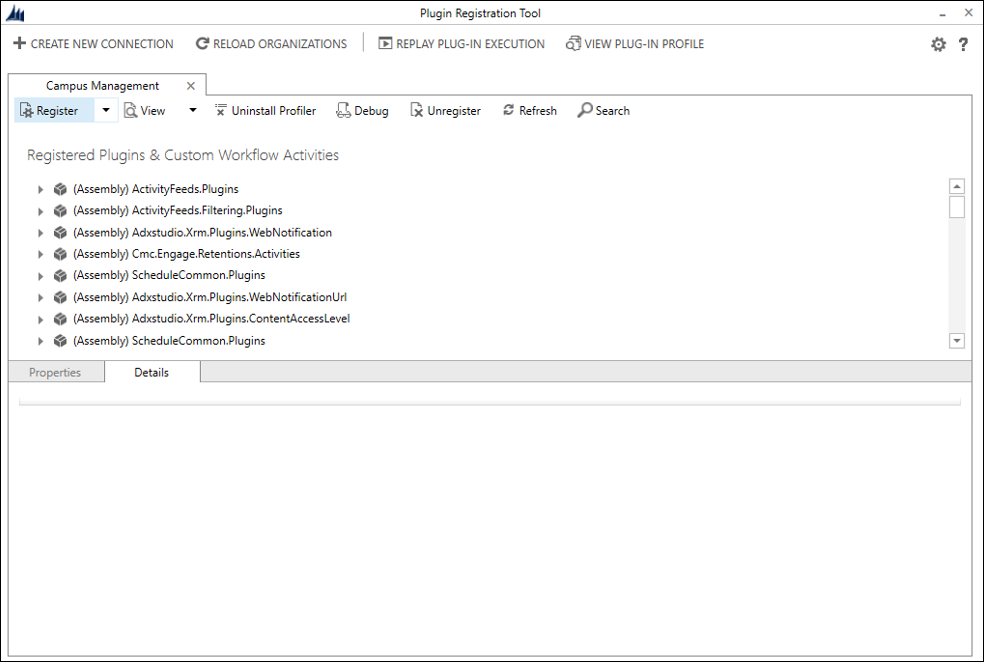 Plugin Registration Tool
CREATE NEW CONNECTION RELOAD ORGANIZATIONS REPLAY PLUG-IN EXECUTION VIEW PLUG-IN PROFILE ?
Campus Management
Register View Uninstall Profiler Debug Unregister Refresh Search
Registered Plugins & Custom Workflow Activities
(Assembly) ActivityFeeds.Plugins
(Assembly) ActivityFeeds.Filtering.Plugins
(Assembly) Adxstudio.Xrm.Plugins.WebNotification
(Assembly) Cmc.Engage.Retentions.Activities
(Assembly) ScheduleCommon.Plugins
(Assembly) Adxstudio.Xrm.Plugins.WebNotificationUrl
(Assembly) Adxstudio.Xrm.Plugins.ContentAccessLevel
(Assembly) ScheduleCommon.Plugins
Properties Details